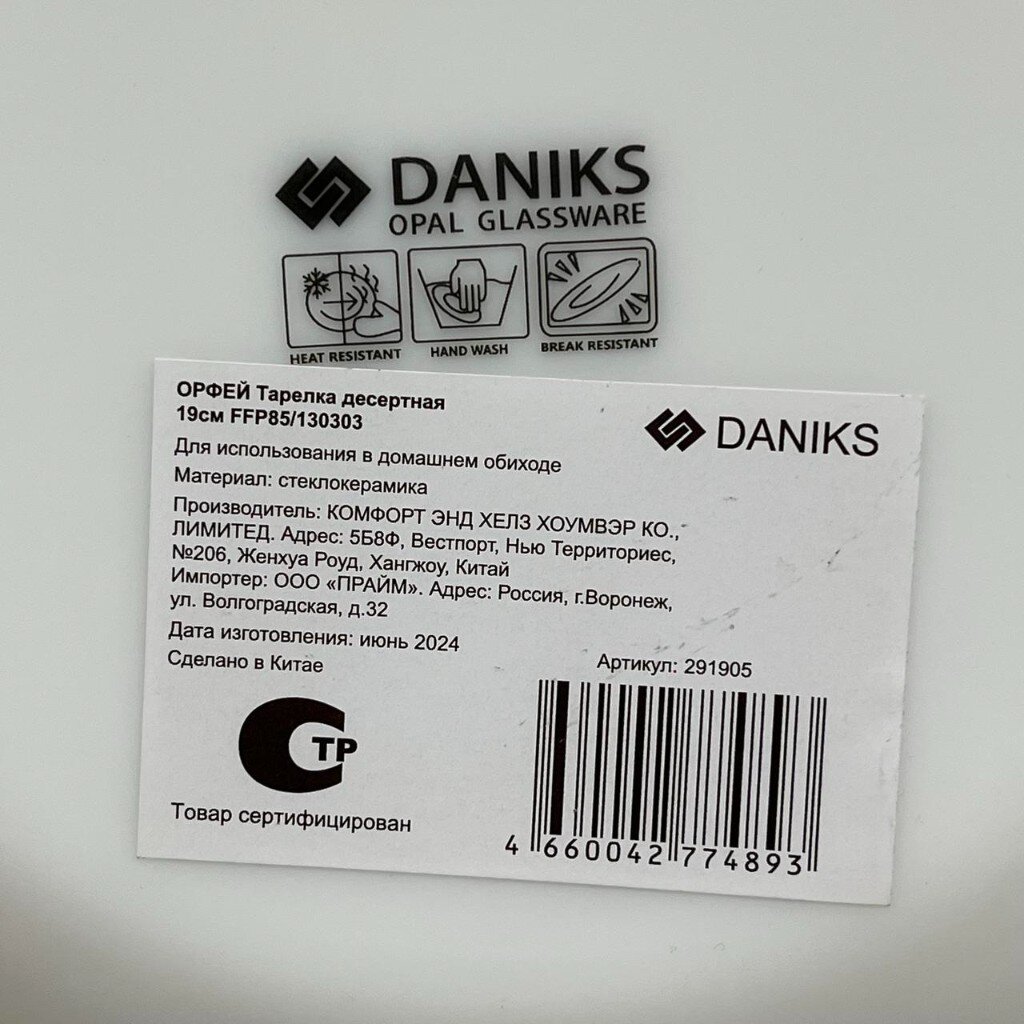 DANIKS
OPAL GLASSWARE
HEAT RESISTANT
HAND WASH
BREAK RESISTANT
ОРФЕЙ Тарелка десертная
19см FFP85/130303
DANIKS
Для использования в домашнем обиходе
Материал: стеклокерамика
Производитель: КОМФОРТ ЭНД ХЕЛЗ ХОУМВЭР КО.,
ЛИМИТЕД. Адрес: 5Б8Ф, Вестпорт, Нью Территориес,
№206, Женхуа Роуд, Хангжоу, Китай
Импортер: ООО «ПРАЙМ». Адрес: Россия, г.Воронеж,
ул. Волгоградская, д.32
Дата изготовления: июнь 2024
Сделано в Китае
Артикул: 291905
СТР
Товар сертифицирован
4 660042 774893